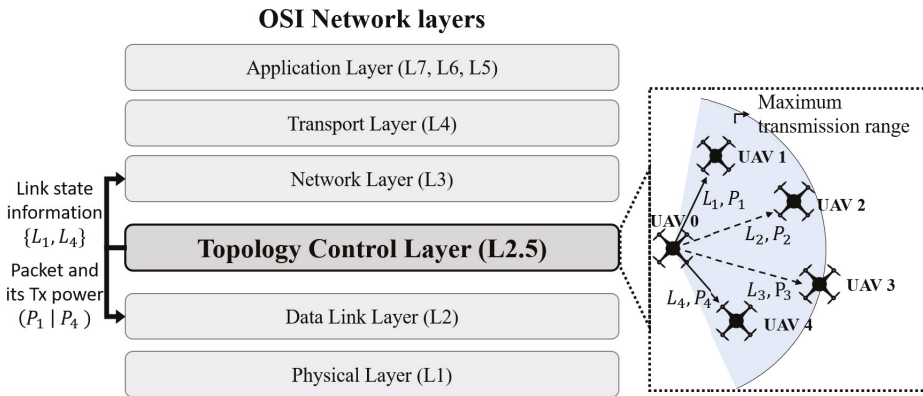 OSI Network layers
Application Layer (L7, L6, L5)
Transport Layer (L4)
Network Layer (L3)
Topology Control Layer (L2.5)
Data Link Layer (L2)
Physical Layer (L1)
Link state
information
{L₁, L₄}
Packet and
its Tx power
(P₁ | P₄ )
Maximum
transmission range
UAV 1
L₁, P₁
UAV 2
UAV 0
L₂, P₂
L₃, P₃
UAV 3
L₄, P₄
UAV 4